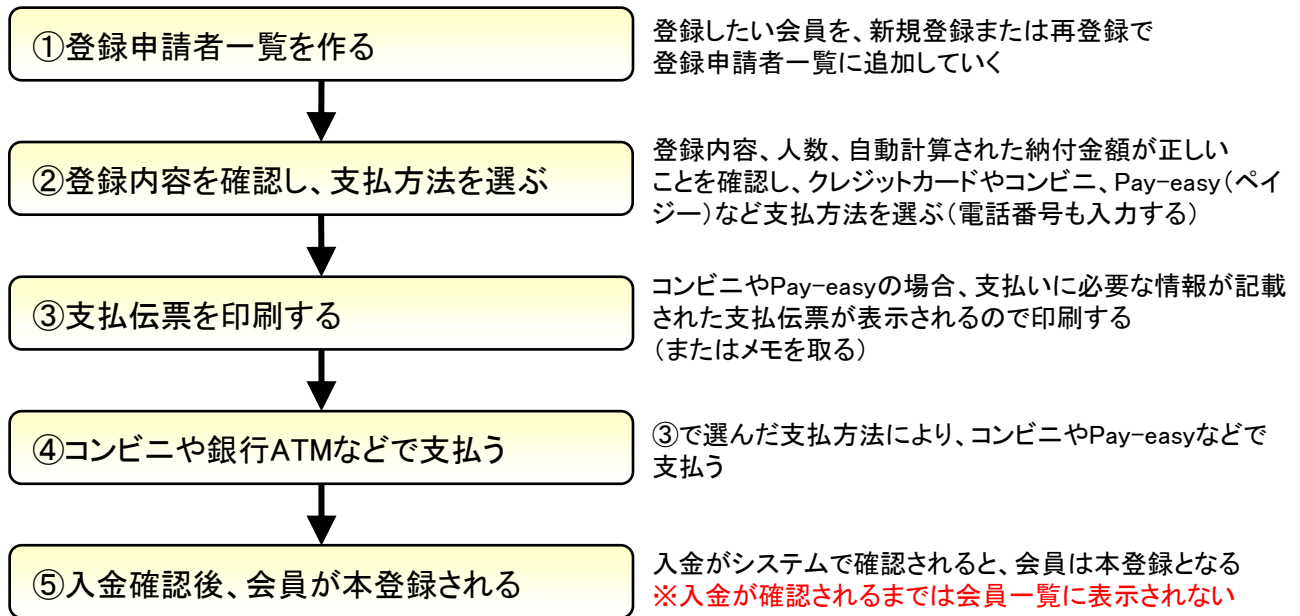 ①登録申請者一覧を作る
登録したい会員を、新規登録または再登録で
登録申請者一覧に追加していく
②登録内容を確認し、支払方法を選ぶ
登録内容、人数、自動計算された納付金額が正しい
ことを確認し、クレジットカードやコンビニ、Pay-easy(ペイ
ジー)など支払方法を選ぶ(電話番号も入力する)
③支払伝票を印刷する
コンビニやPay-easyの場合、支払いに必要な情報が記載
された支払伝票が表示されるので印刷する
(またはメモを取る)
④コンビニや銀行ATMなどで支払う
③で選んだ支払方法により、コンビニやPay-easyなどで
支払う
⑤入金確認後、会員が本登録される
入金がシステムで確認されると、会員は本登録となる
※入金が確認されるまでは会員一覧に表示されない